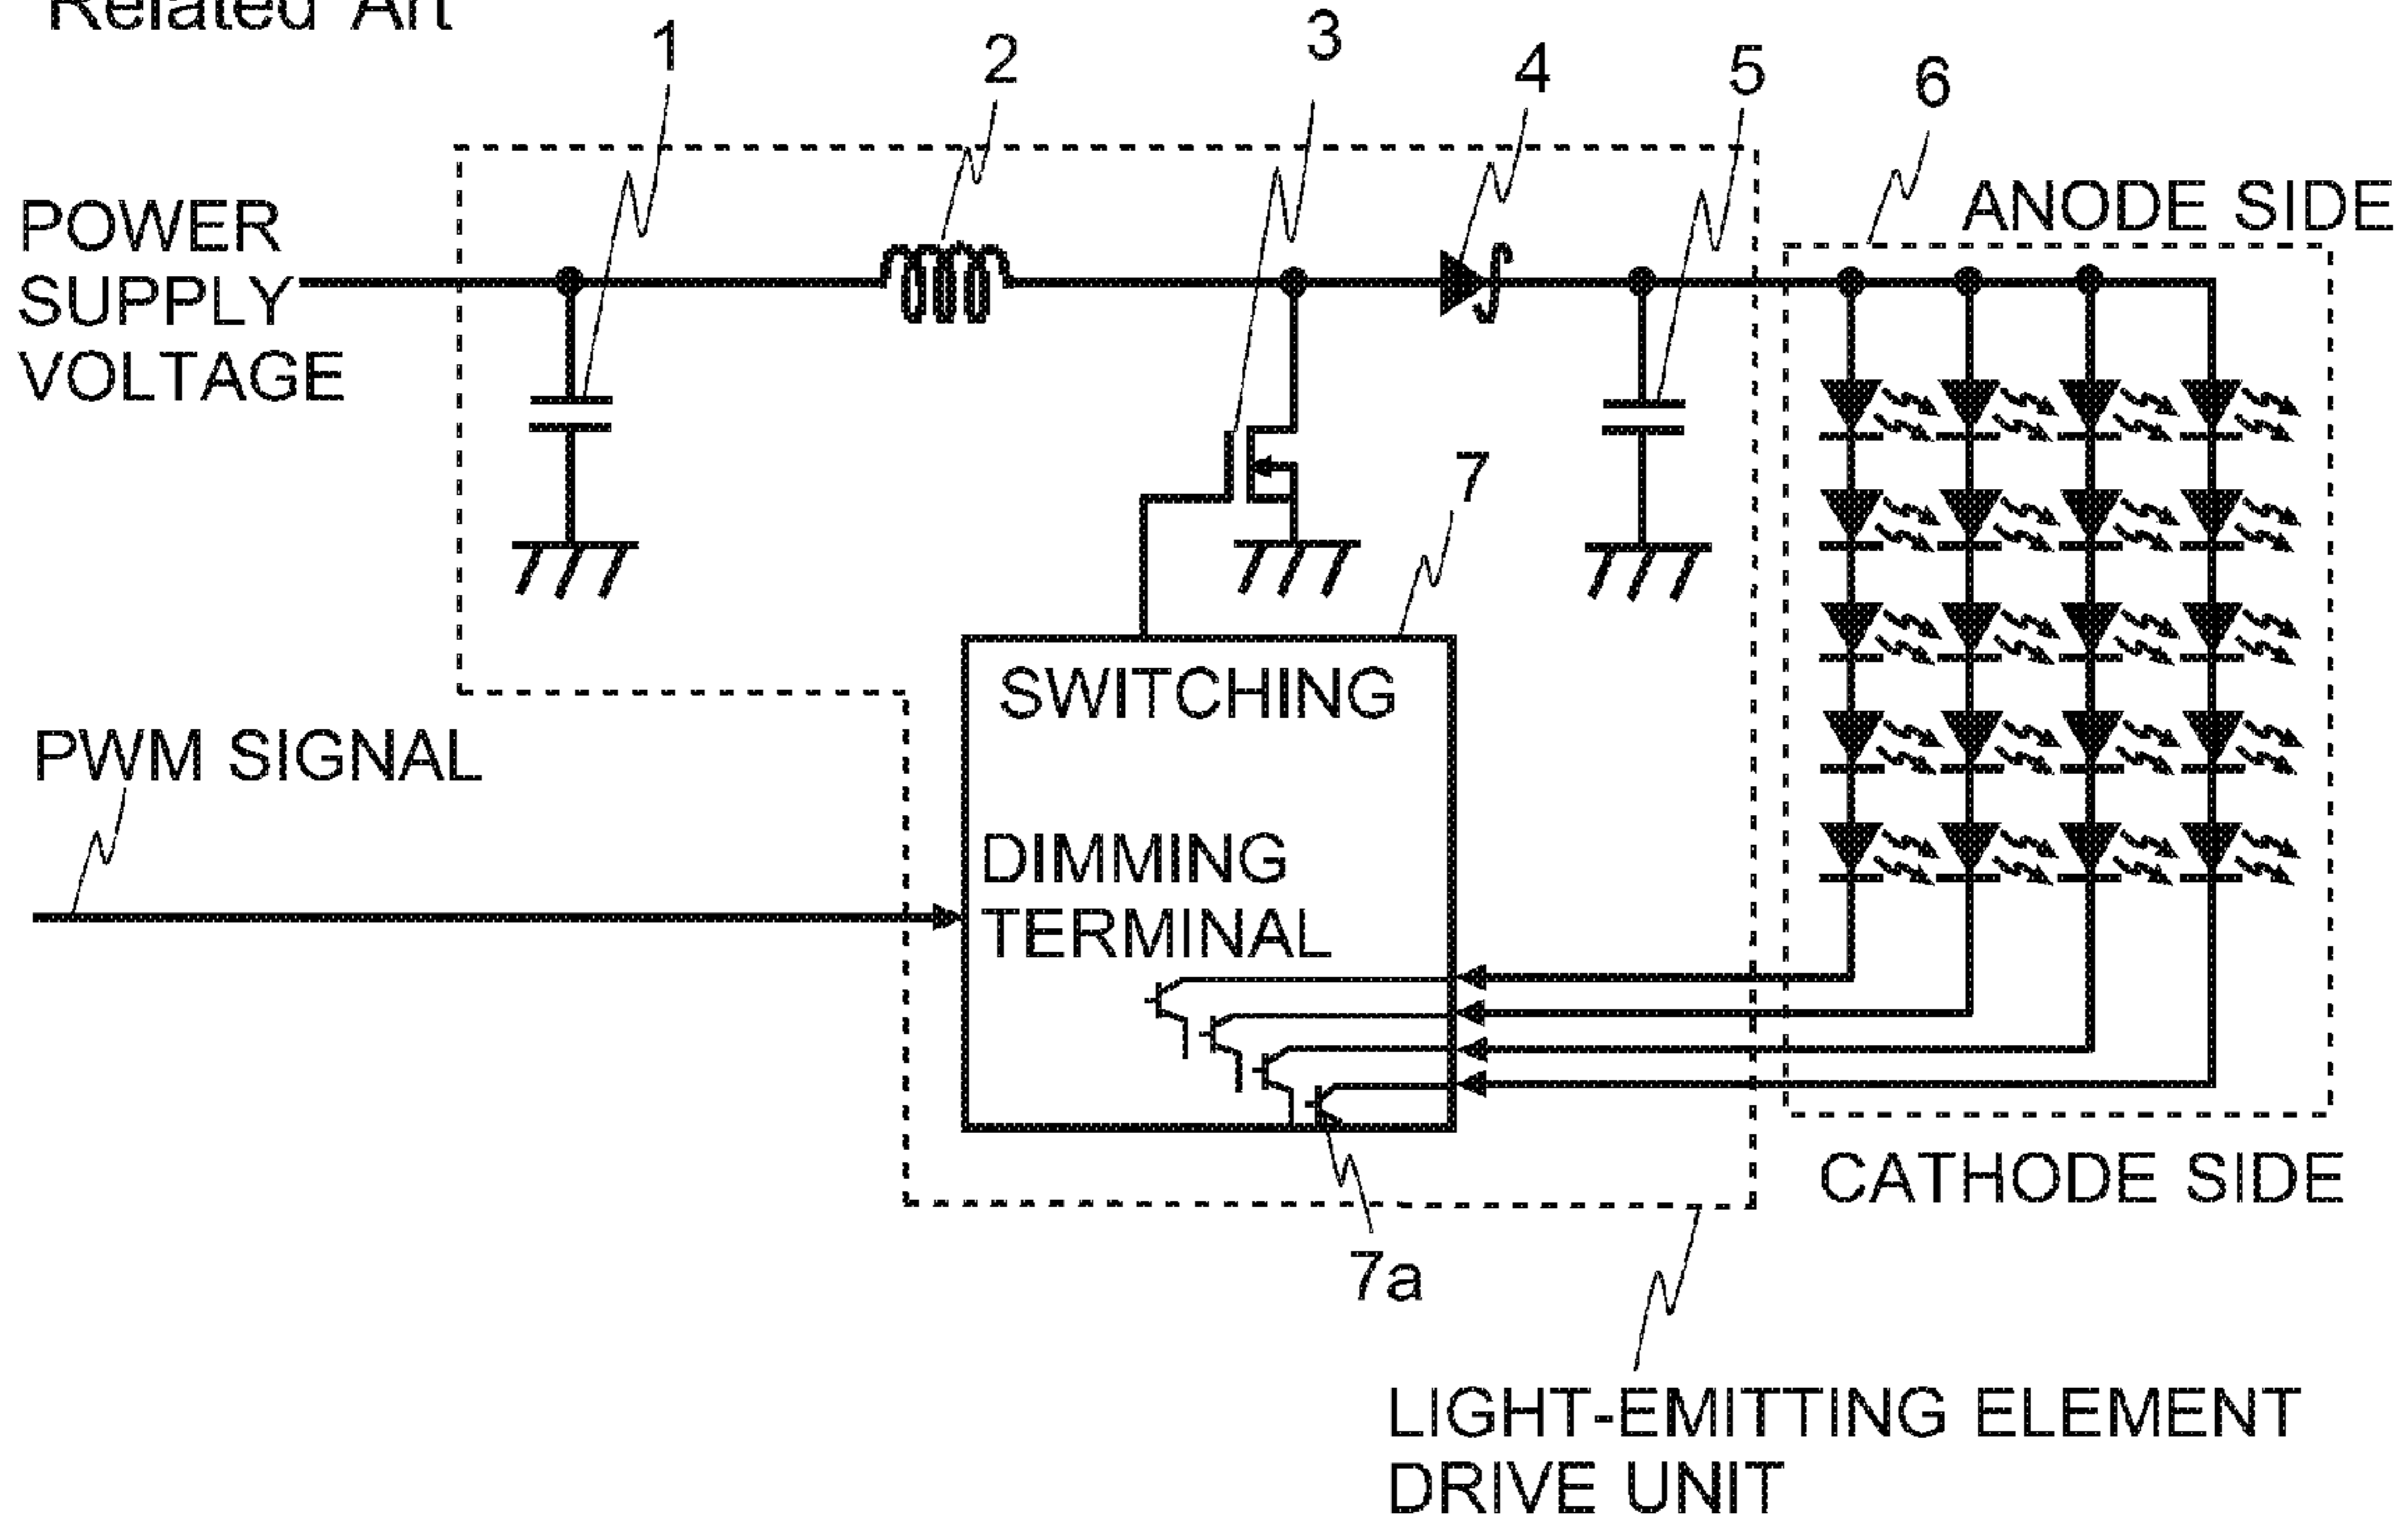 Related Art
1
2
3
4
5
6
ANODE SIDE
POWER
SUPPLY
VOLTAGE
7
SWITCHING
PWM SIGNAL
DIMMING
TERMINAL
CATHODE SIDE
7a
LIGHT-EMITTING ELEMENT
DRIVE UNIT